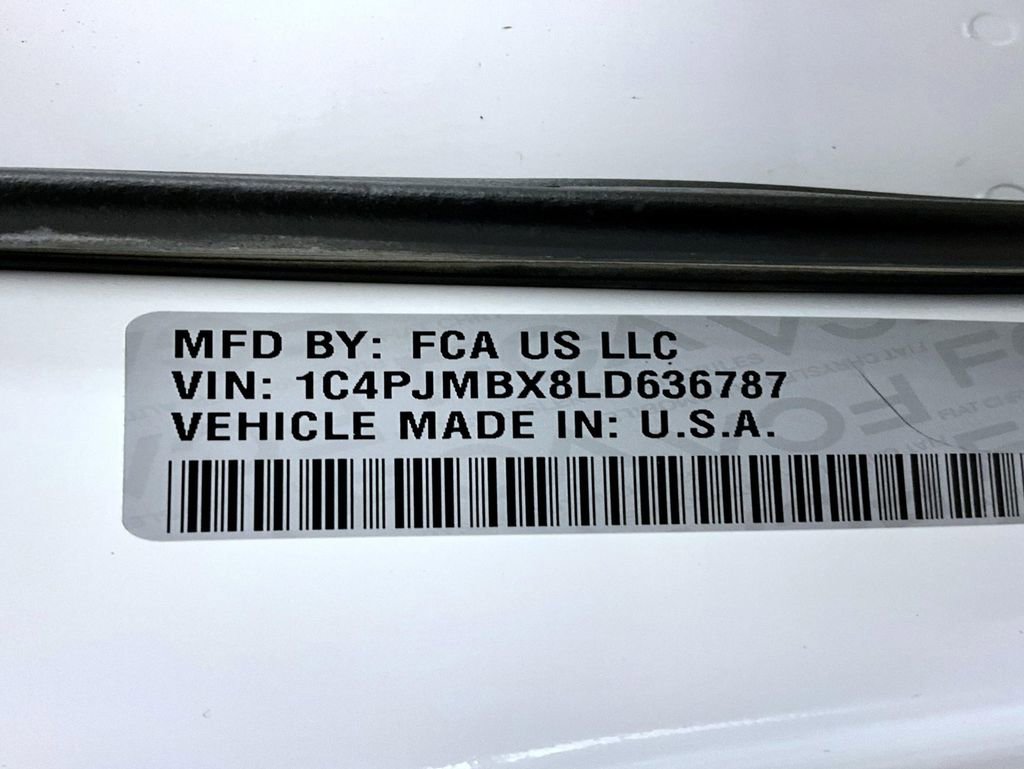 MFD BY: FCA US LLC
VIN: 1C4PJMBX8LD636787
VEHICLE MADE IN: U.S.A.